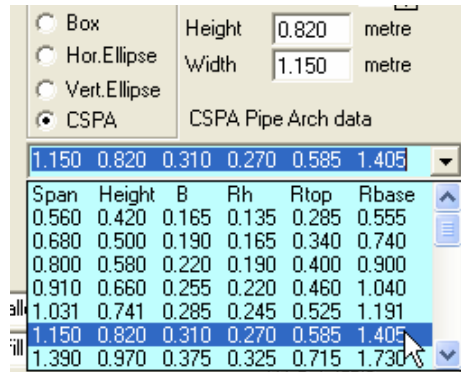 Box
Height 0.820 metre
Hor.Ellipse
Width 1.150 metre
Vert.Ellipse
CSPA CSPA Pipe Arch data
1.150 0.820 0.310 0.270 0.585 1.405
Span Height B Rh Rtop Rbase
0.560 0.420 0.165 0.135 0.285 0.555
0.680 0.500 0.190 0.165 0.340 0.740
0.800 0.580 0.220 0.190 0.400 0.900
0.910 0.660 0.255 0.220 0.460 1.040
1.031 0.741 0.285 0.245 0.525 1.191
1.150 0.820 0.310 0.270 0.585 1.405
1.390 0.970 0.375 0.325 0.715 1.730